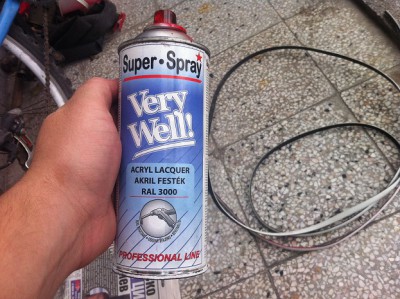 Super • Spray
Very
Well!
ACRYL LACQUER
AKRIL FESTÉK
RAL 3000
PROFESSIONAL LINE